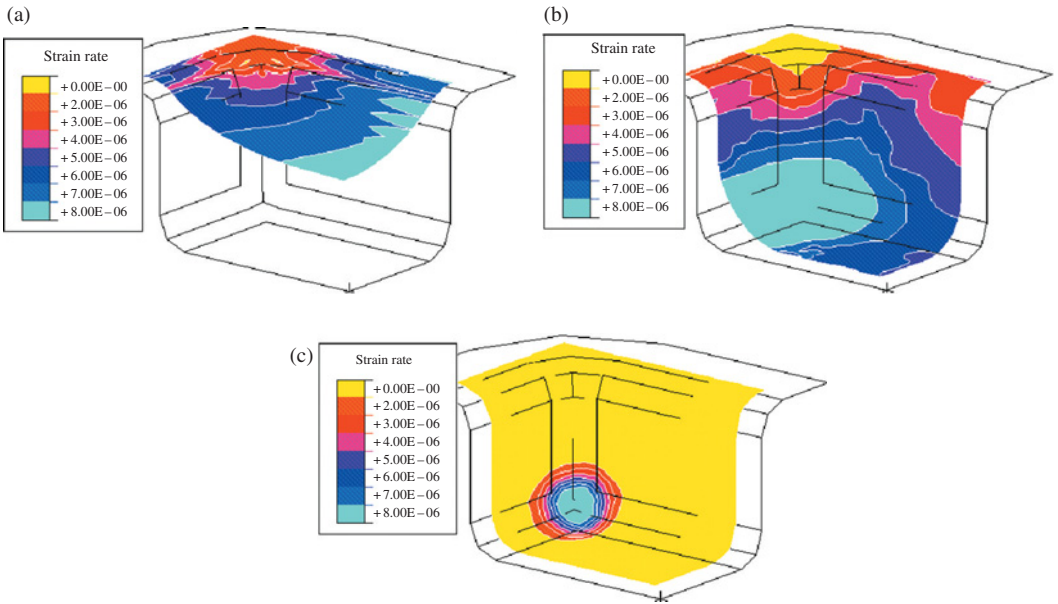 (a)
Strain rate
+0.00E−00
+2.00E−06
+3.00E−06
+4.00E−06
+5.00E−06
+6.00E−06
+7.00E−06
+8.00E−06
(b)
Strain rate
+0.00E−00
+2.00E−06
+3.00E−06
+4.00E−06
+5.00E−06
+6.00E−06
+7.00E−06
+8.00E−06
(c)
Strain rate
+0.00E−00
+2.00E−06
+3.00E−06
+4.00E−06
+5.00E−06
+6.00E−06
+7.00E−06
+8.00E−06